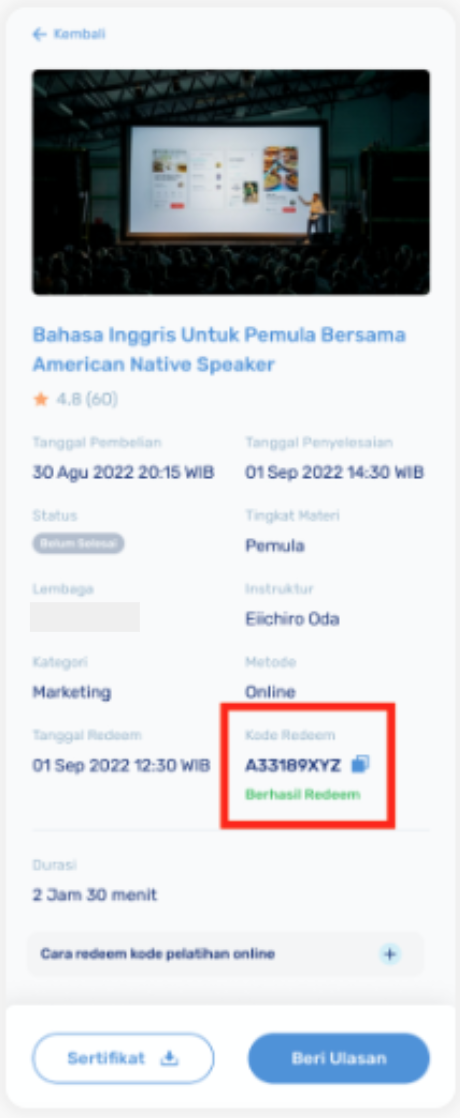 ← Kembali
Bahasa Inggris Untuk Pemula Bersama
American Native Speaker
4.8 (60)
Tanggal Pembelian
Tanggal Penyelesaian
30 Agu 2022 20:15 WIB
01 Sep 2022 14:30 WIB
Status
Tingkat Materi
Belum Selesai
Pemula
Lembaga
Instruktur
Eiichiro Oda
Kategori
Metode
Marketing
Online
Tanggal Redeem
Kode Redeem
01 Sep 2022 12:30 WIB
A33189XYZ
Berhasil Redeem
Durasi
2 Jam 30 menit
Cara redeem kode pelatihan online +
Sertifikat
Beri Ulasan